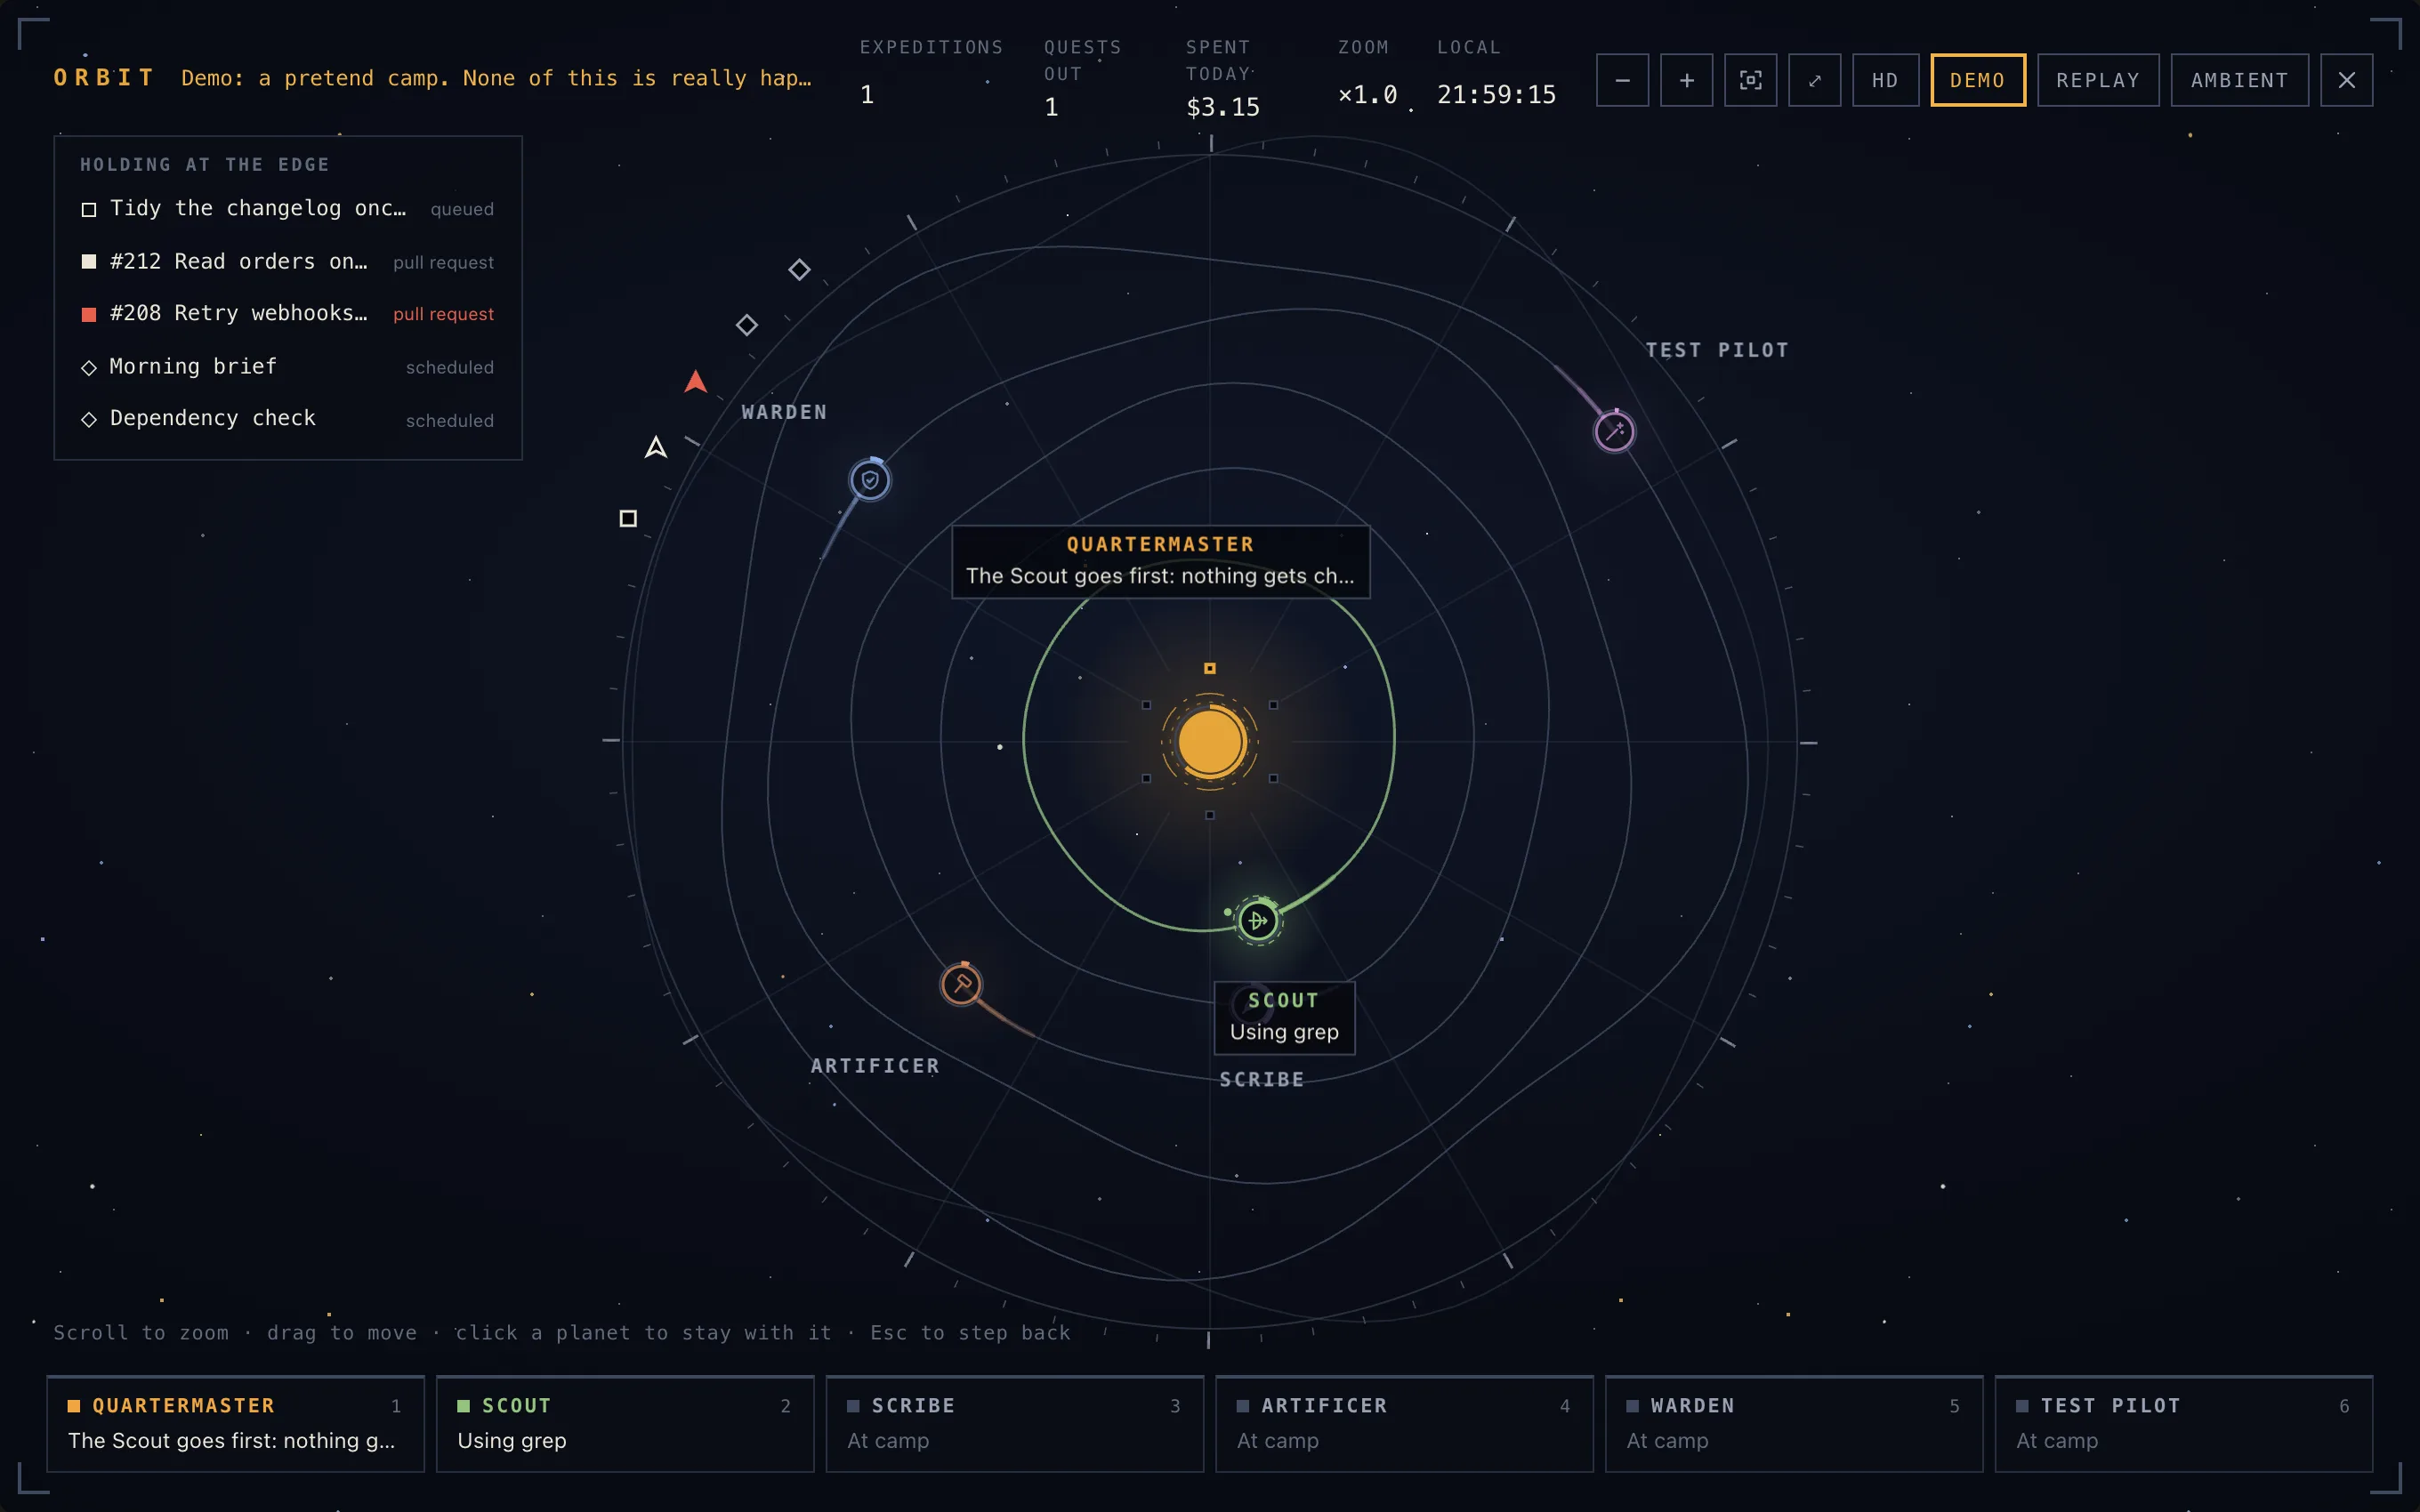 ORBIT Demo: a pretend camp. None of this is really hap…
EXPEDITIONS
1
QUESTS OUT
1
SPENT TODAY
$3.15
ZOOM
×1.0
LOCAL
21:59:15
HD
DEMO
REPLAY
AMBIENT
HOLDING AT THE EDGE
Tidy the changelog onc… queued
#212 Read orders on… pull request
#208 Retry webhooks… pull request
Morning brief scheduled
Dependency check scheduled
TEST PILOT
WARDEN
QUARTERMASTER
The Scout goes first: nothing gets ch…
SCOUT
Using grep
ARTIFICER
SCRIBE
Scroll to zoom · drag to move · click a planet to stay with it · Esc to step back
QUARTERMASTER 1
The Scout goes first: nothing g…
SCOUT 2
Using grep
SCRIBE 3
At camp
ARTIFICER 4
At camp
WARDEN 5
At camp
TEST PILOT 6
At camp